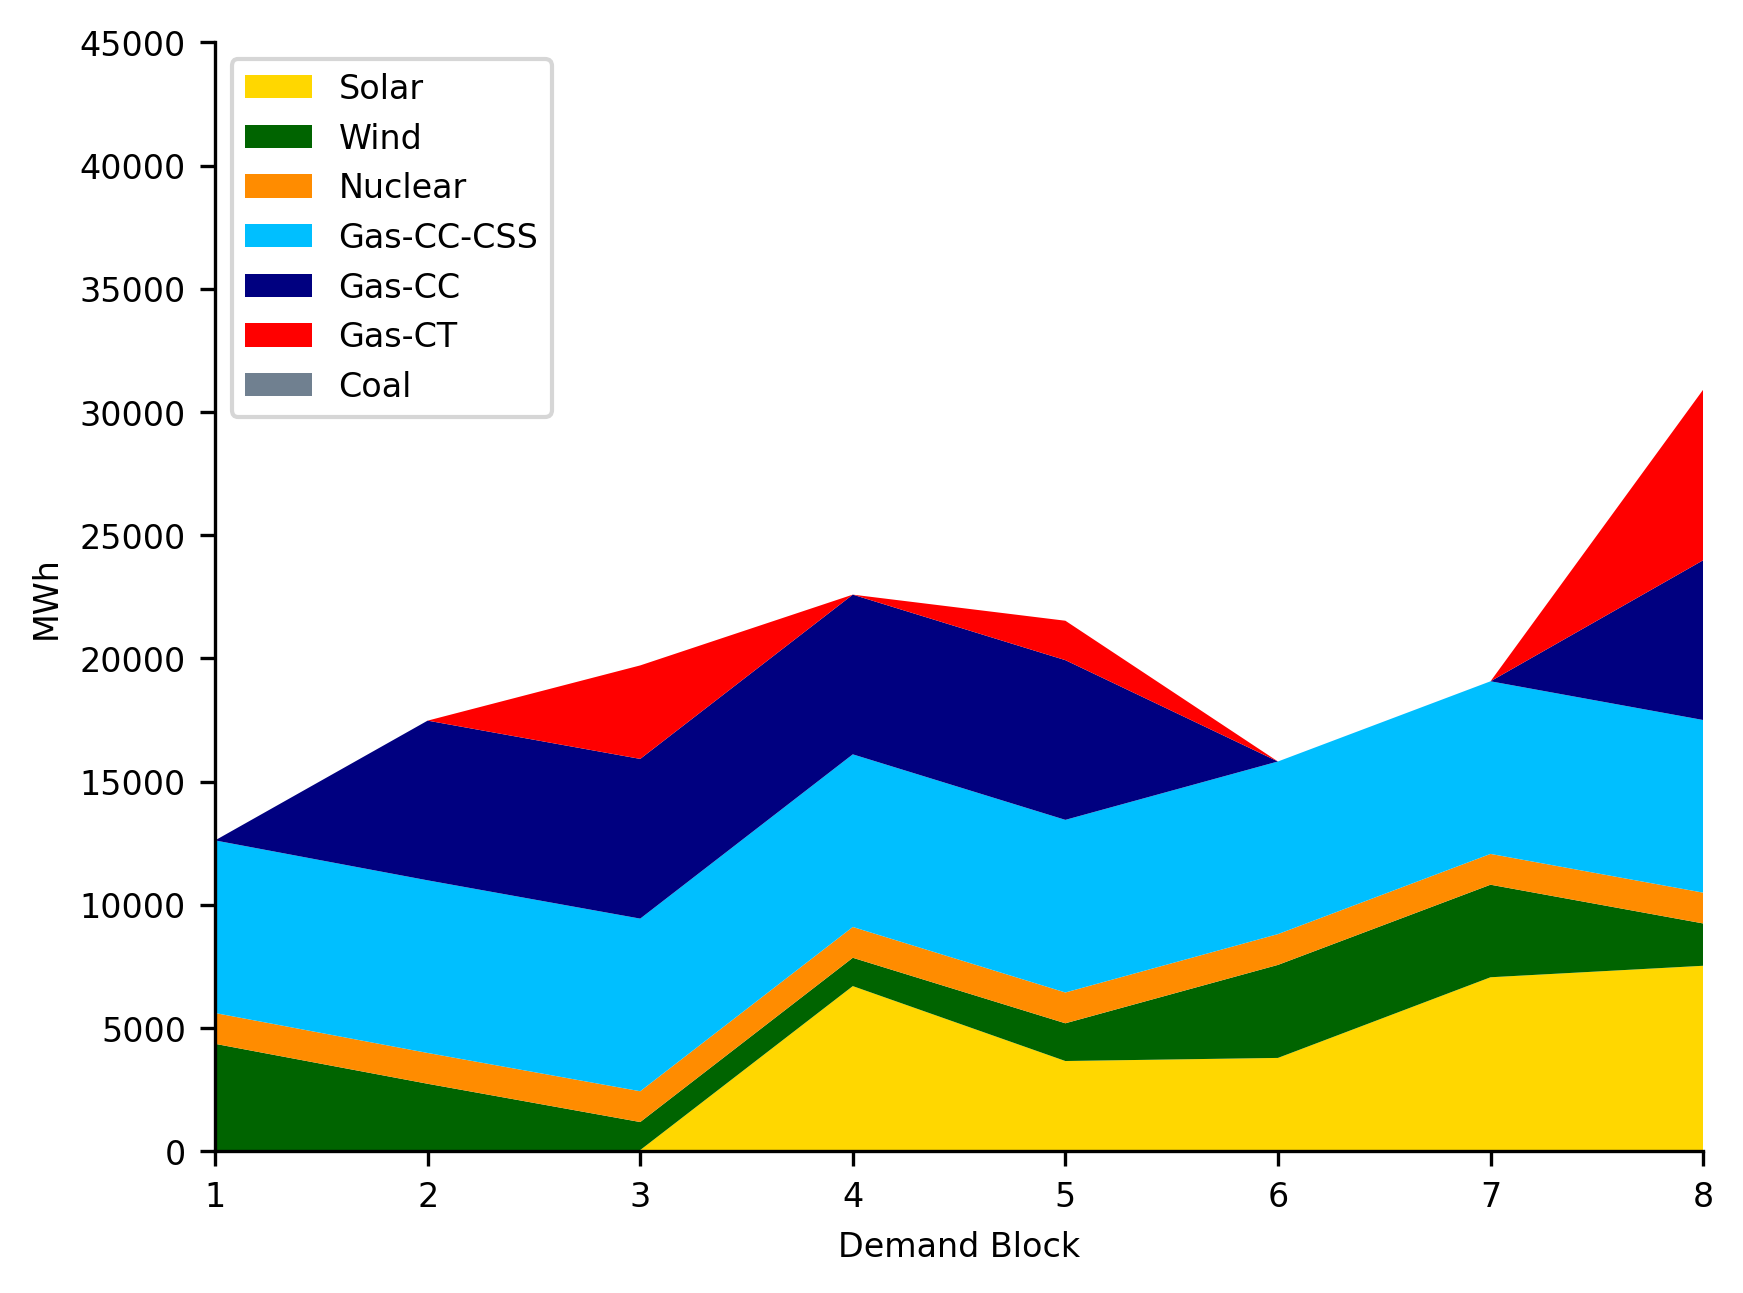 45000
40000
35000
30000
25000
20000
15000
10000
5000
0
MWh
Solar
Wind
Nuclear
Gas-CC-CSS
Gas-CC
Gas-CT
Coal
1 2 3 4 5 6 7 8
Demand Block